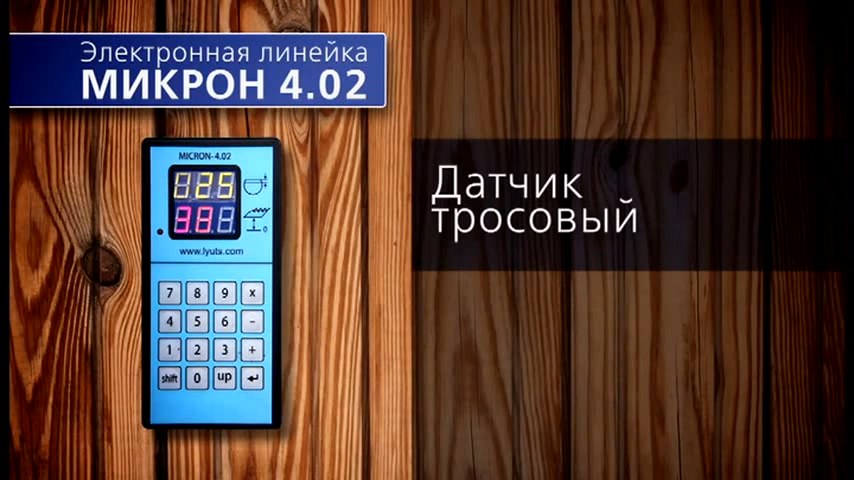 Электронная линейка
МИКРОН 4.02
MICRON-4.02
125
38
www.lyuts.com
Датчик
тросовый
7 8 9 x
4 5 6 -
1 2 3 +
shift 0 up ↵